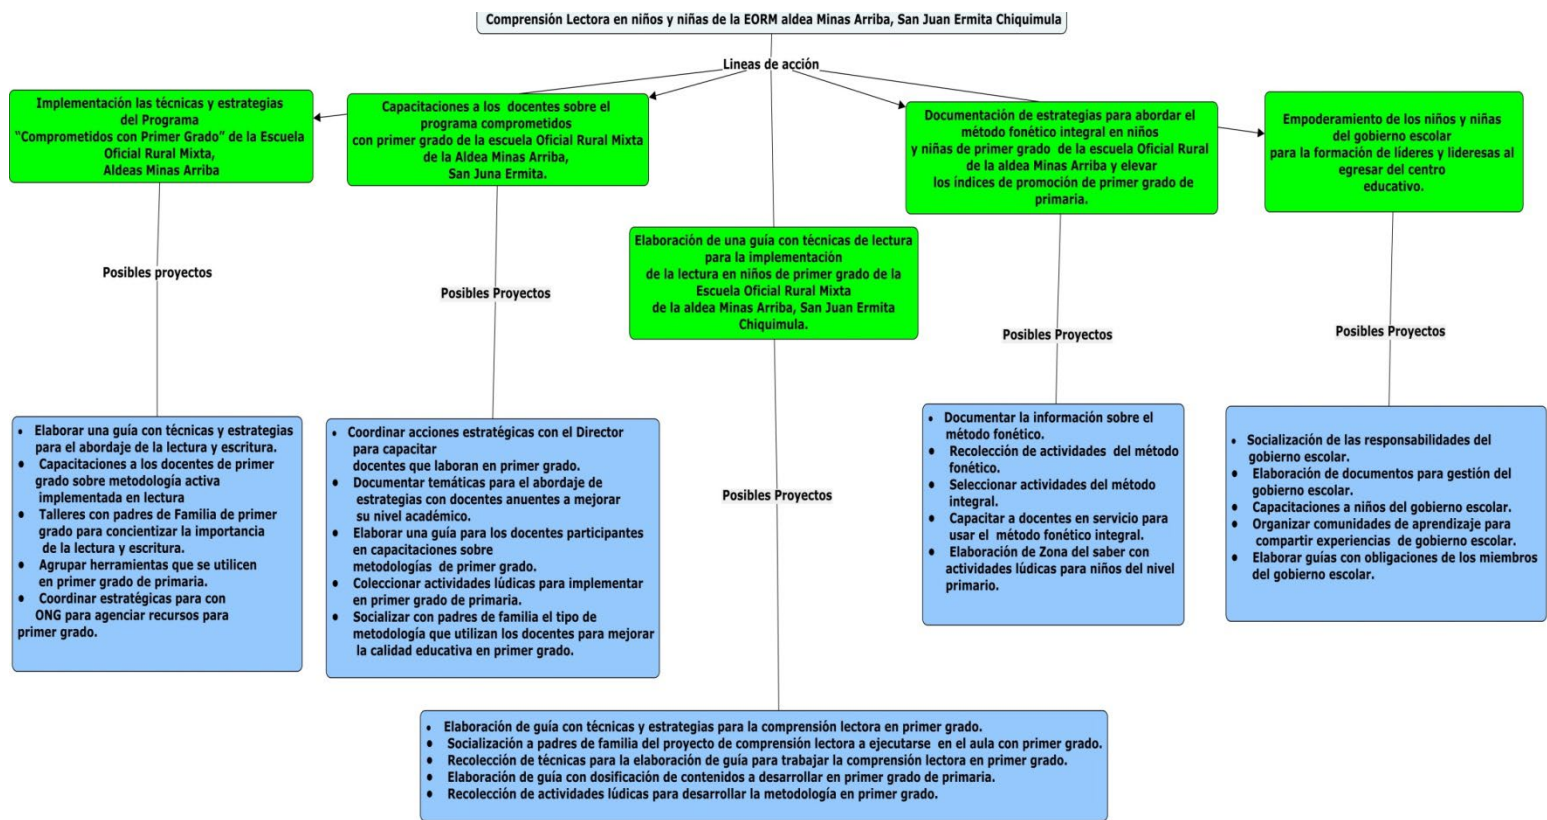 Comprensión Lectora en niños y niñas de la EORM aldea Minas Arriba, San Juan Ermita Chiquimula
Lineas de acción
Implementación las técnicas y estrategias
del Programa
“Comprometidos con Primer Grado” de la Escuela
Oficial Rural Mixta,
Aldeas Minas Arriba
Capacitaciones a los docentes sobre el
programa comprometidos
con primer grado de la escuela Oficial Rural Mixta
de la Aldea Minas Arriba,
San Juna Ermita.
Elaboración de una guía con técnicas de lectura
para la implementación
de la lectura en niños de primer grado de la
Escuela Oficial Rural Mixta
de la aldea Minas Arriba, San Juan Ermita
Chiquimula.
Documentación de estrategias para abordar el
método fonético integral en niños
y niñas de primer grado de la escuela Oficial Rural
de la aldea Minas Arriba y elevar
los índices de promoción de primer grado de
primaria.
Empoderamiento de los niños y niñas
del gobierno escolar
para la formación de líderes y lideresas al
egresar del centro
educativo.
Posibles proyectos
Posibles Proyectos
Posibles Proyectos
Posibles Proyectos
Posibles Proyectos
• Elaborar una guía con técnicas y estrategias
para el abordaje de la lectura y escritura.
• Capacitaciones a los docentes de primer
grado sobre metodología activa
implementada en lectura
• Talleres con padres de Familia de primer
grado para concientizar la importancia
de la lectura y escritura.
• Agrupar herramientas que se utilicen
en primer grado de primaria.
• Coordinar estratégicas para con
ONG para agenciar recursos para
primer grado.
• Coordinar acciones estratégicas con el Director
para capacitar
docentes que laboran en primer grado.
• Documentar temáticas para el abordaje de
estrategias con docentes anuentes a mejorar
su nivel académico.
• Elaborar una guía para los docentes participantes
en capacitaciones sobre
metodologías de primer grado.
• Coleccionar actividades lúdicas para implementar
en primer grado de primaria.
• Socializar con padres de familia el tipo de
metodología que utilizan los docentes para mejorar
la calidad educativa en primer grado.
• Documentar la información sobre el
método fonético.
• Recolección de actividades del método
fonético.
• Seleccionar actividades del método
integral.
• Capacitar a docentes en servicio para
usar el método fonético integral.
• Elaboración de Zona del saber con
actividades lúdicas para niños del nivel
primario.
• Socialización de las responsabilidades del
gobierno escolar.
• Elaboración de documentos para gestión del
gobierno escolar.
• Capacitaciones a niños del gobierno escolar.
• Organizar comunidades de aprendizaje para
compartir experiencias de gobierno escolar.
• Elaborar guías con obligaciones de los miembros
del gobierno escolar.
• Elaboración de guía con técnicas y estrategias para la comprensión lectora en primer grado.
• Socialización a padres de familia del proyecto de comprensión lectora a ejecutarse en el aula con primer grado.
• Recolección de técnicas para la elaboración de guía para trabajar la comprensión lectora en primer grado.
• Elaboración de guía con dosificación de contenidos a desarrollar en primer grado de primaria.
• Recolección de actividades lúdicas para desarrollar la metodología en primer grado.